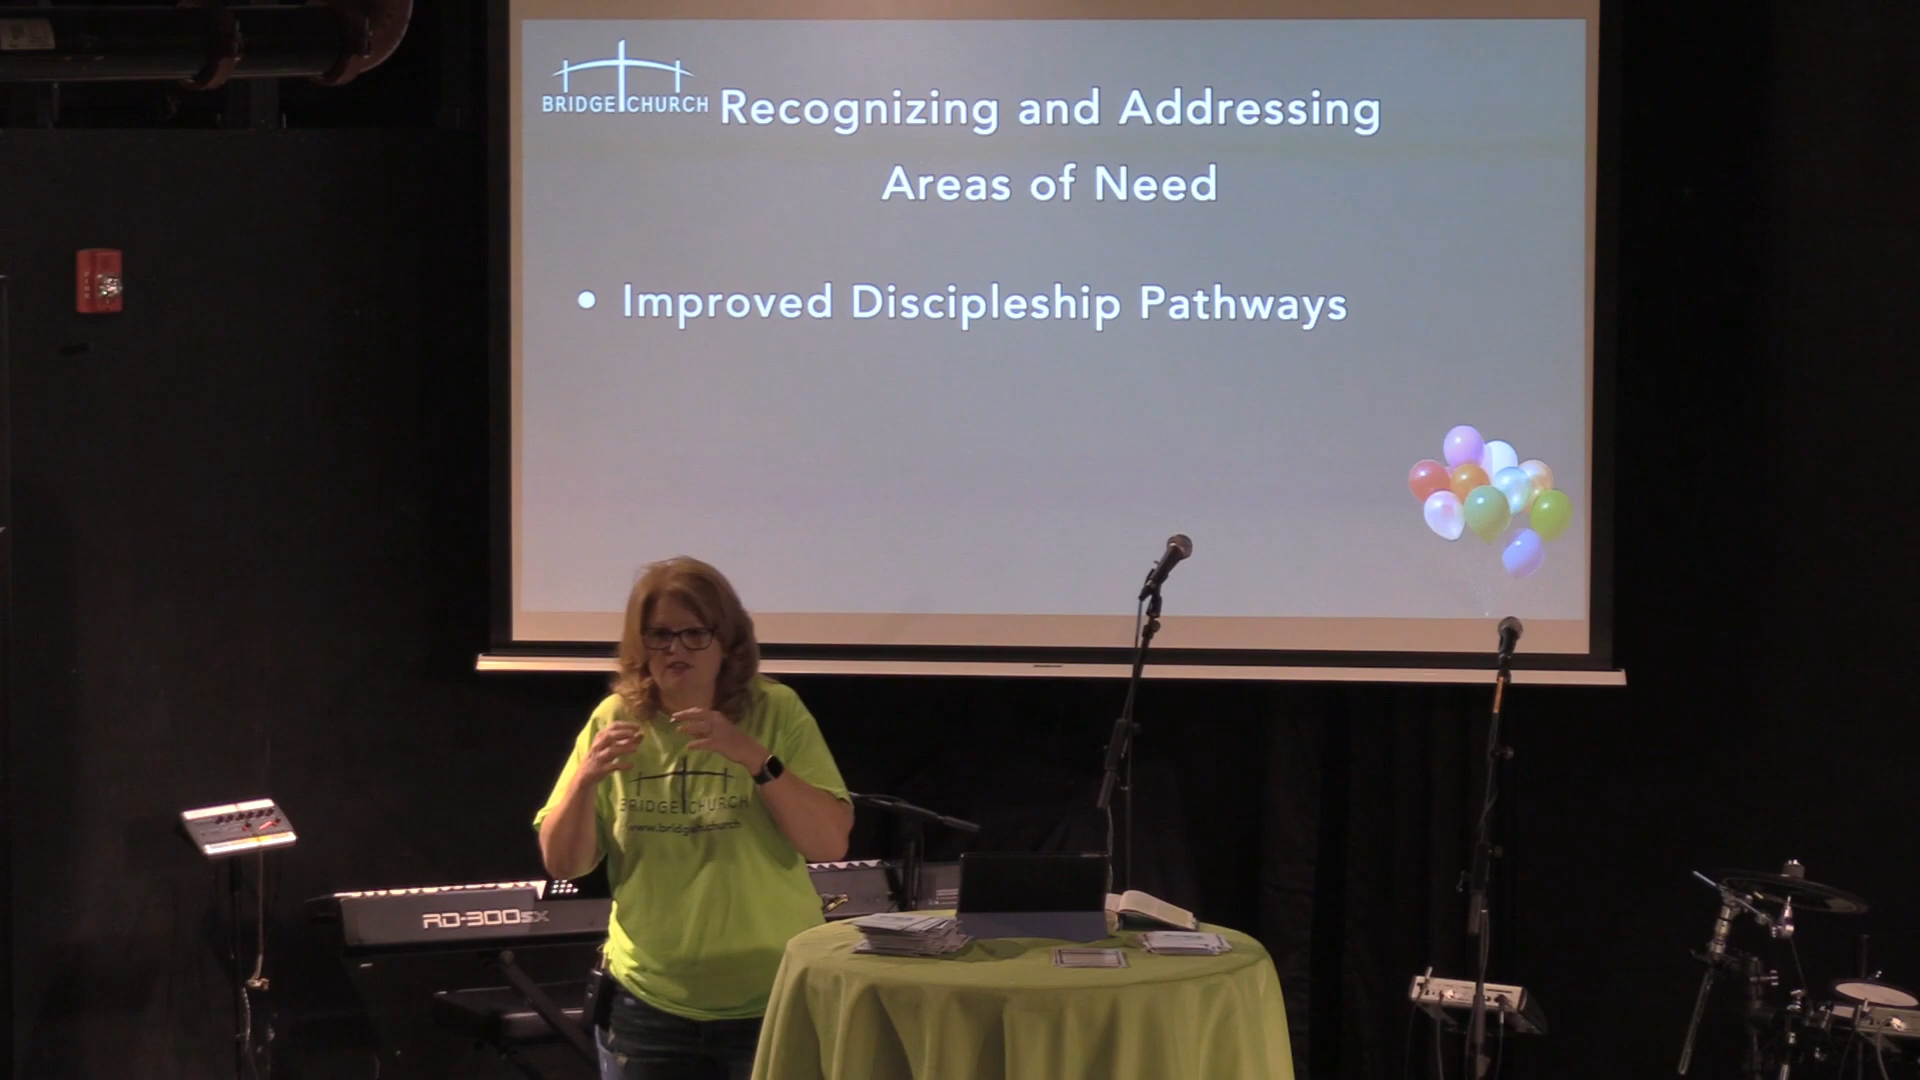 BRIDGE CHURCH
Recognizing and Addressing
Areas of Need
• Improved Discipleship Pathways
BRIDGE CHURCH
RD-300SX